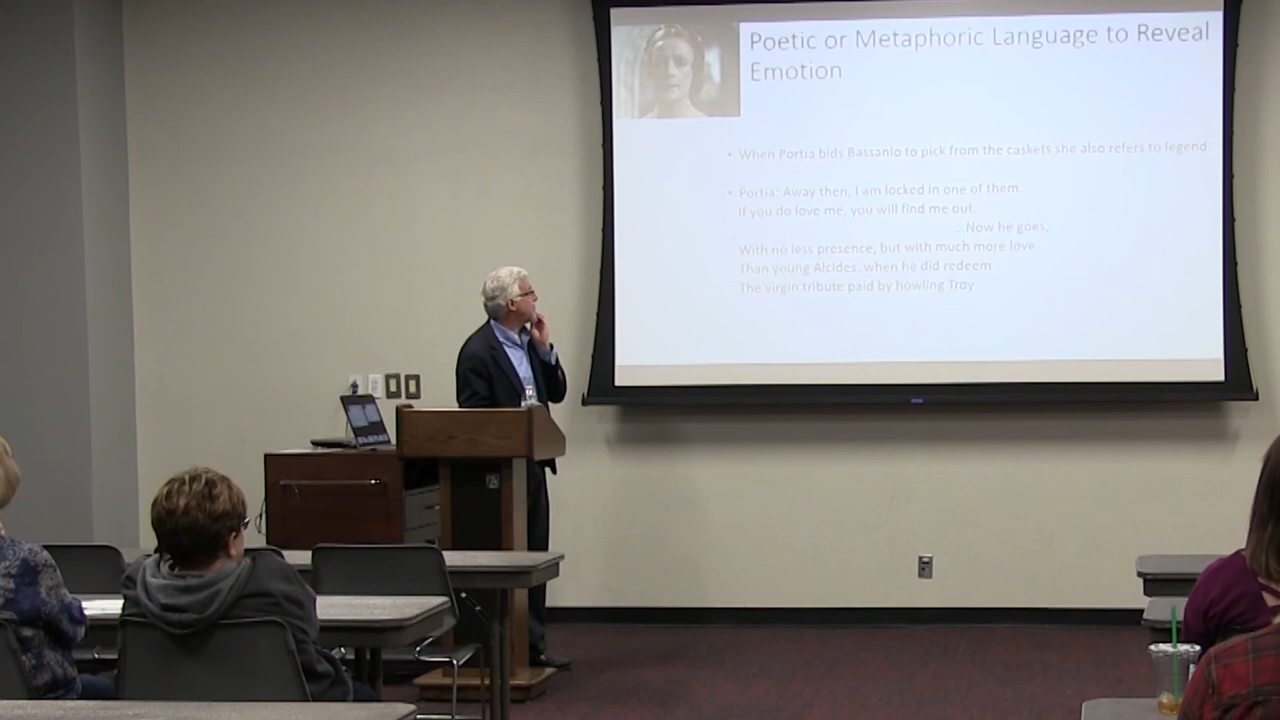 Poetic or Metaphoric Language to Reveal
Emotion
• When Portia bids Bassanio to pick from the caskets she also refers to legend:
• Portia: Away then, I am locked in one of them.
If you do love me, you will find me out.
...Now he goes,
With no less presence, but with much more love
Than young Alcides, when he did redeem
The virgin tribute paid by howling Troy